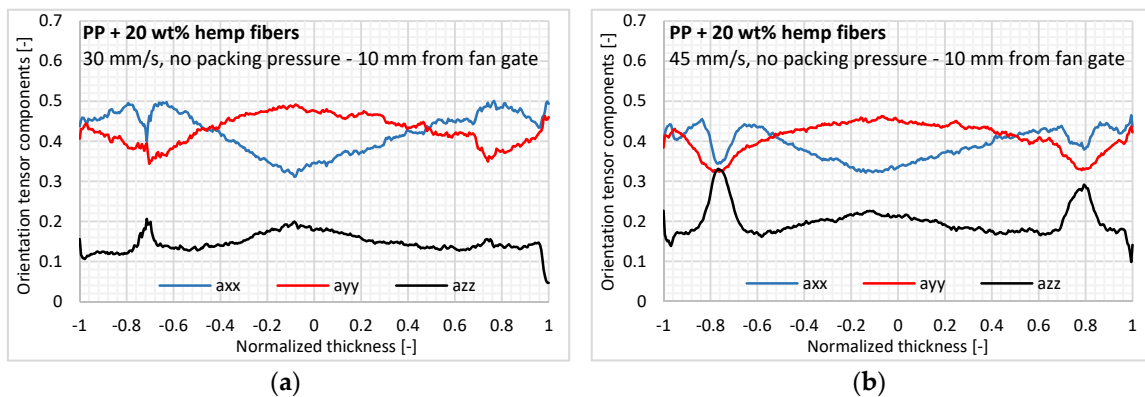 PP + 20 wt% hemp fibers
30 mm/s, no packing pressure - 10 mm from fan gate
Orientation tensor components [-]
0.7
0.6
0.5
0.4
0.3
0.2
0.1
0
axx ayy azz
-1 -0.8 -0.6 -0.4 -0.2 0 0.2 0.4 0.6 0.8 1
Normalized thickness [-]
(a)
PP + 20 wt% hemp fibers
45 mm/s, no packing pressure - 10 mm from fan gate
Orientation tensor components [-]
0.7
0.6
0.5
0.4
0.3
0.2
0.1
0
axx ayy azz
-1 -0.8 -0.6 -0.4 -0.2 0 0.2 0.4 0.6 0.8 1
Normalized thickness [-]
(b)